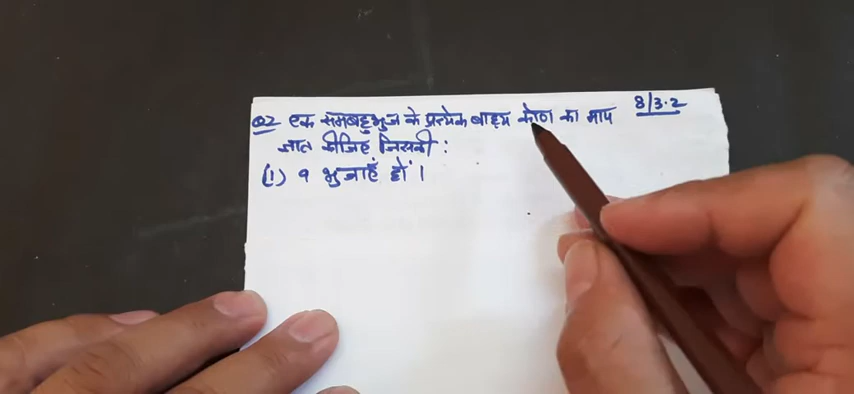 Q2 एक समबहुभुज के प्रत्येक बाह्य कोण का माप 8/3.2
ज्ञात कीजिए जिसकी :
(i) 9 भुजाएँ हों ।